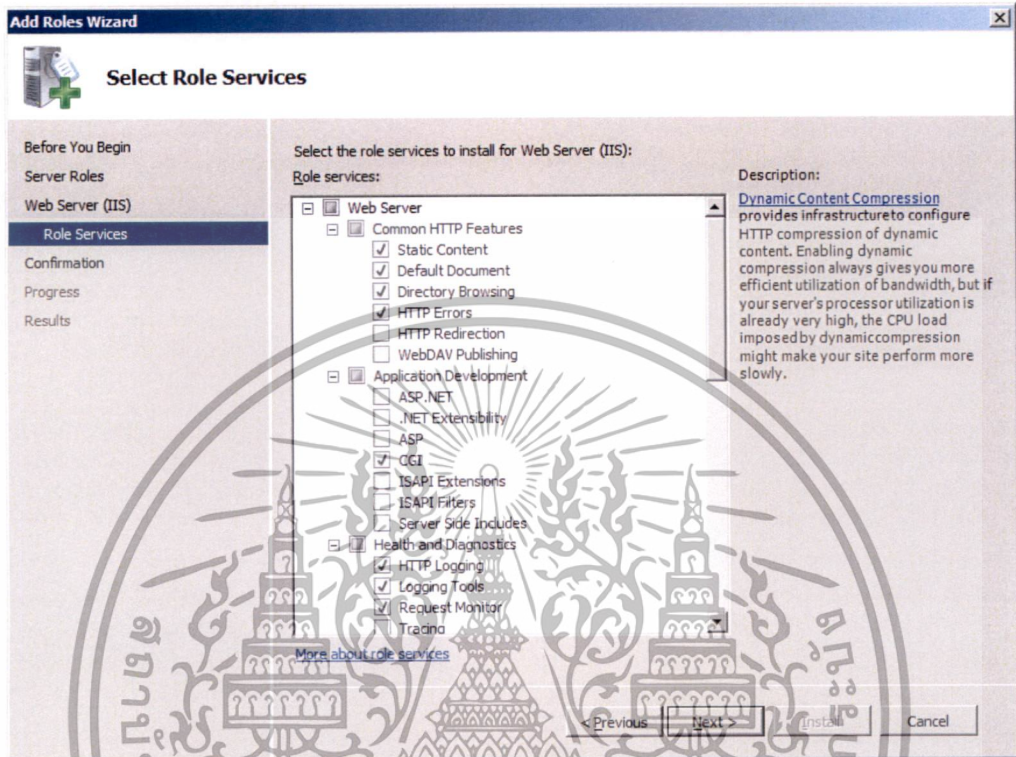 Add Roles Wizard
Select Role Services
Before You Begin
Server Roles
Web Server (IIS)
Role Services
Confirmation
Progress
Results
Select the role services to install for Web Server (IIS):
Role services:
Web Server
Common HTTP Features
Static Content
Default Document
Directory Browsing
HTTP Errors
HTTP Redirection
WebDAV Publishing
Application Development
ASP.NET
.NET Extensibility
ASP
CGI
ISAPI Extensions
ISAPI Filters
Server Side Includes
Health and Diagnostics
HTTP Logging
Logging Tools
Request Monitor
Tracing
More about role services
Description:
Dynamic Content Compression
provides infrastructure to configure
HTTP compression of dynamic
content. Enabling dynamic
compression always gives you more
efficient utilization of bandwidth, but if
your server's processor utilization is
already very high, the CPU load
imposed by dynamic compression
might make your site perform more
slowly.
< Previous
Next >
Install
Cancel